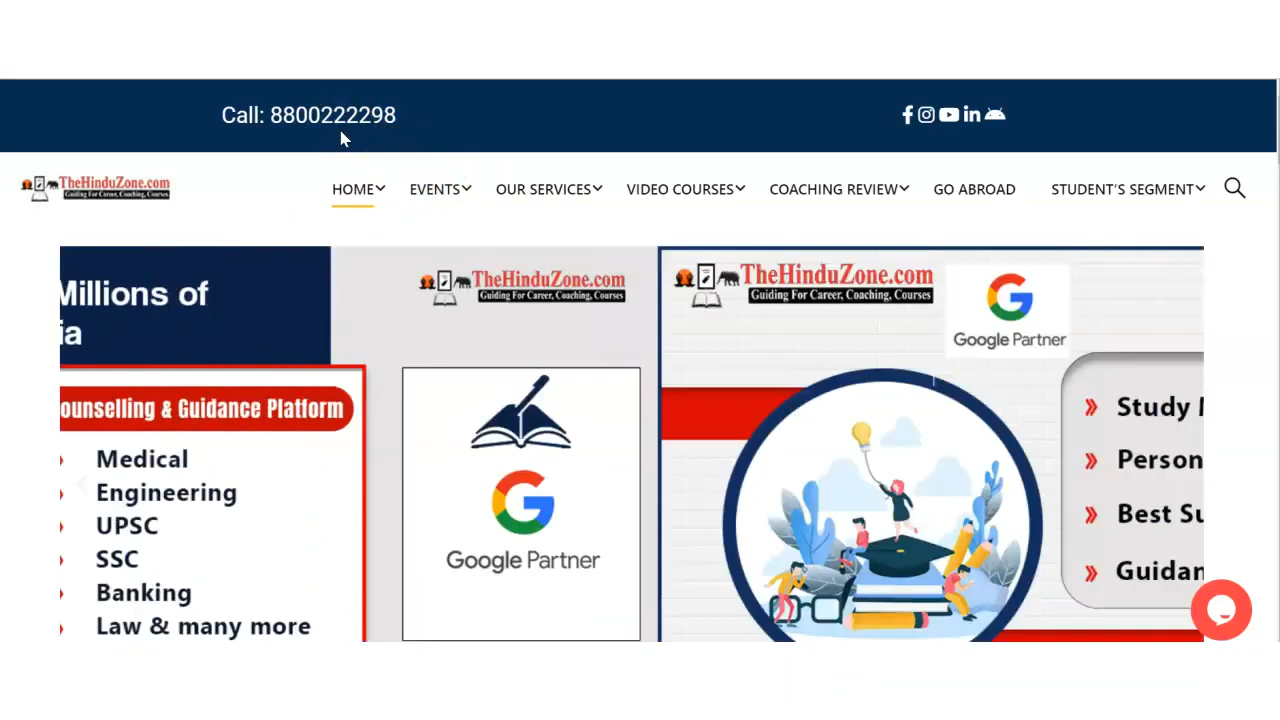 Call: 8800222298
TheHinduZone.com
Guiding For Career, Coaching, Courses
HOME
EVENTS
OUR SERVICES
VIDEO COURSES
COACHING REVIEW
GO ABROAD
STUDENT'S SEGMENT
Millions of
ia
ounselling & Guidance Platform
Medical
Engineering
UPSC
SSC
Banking
Law & many more
TheHinduZone.com
Guiding For Career, Coaching, Courses
Google Partner
TheHinduZone.com
Guiding For Career, Coaching, Courses
Google Partner
Study
Person
Best Su
Guidan